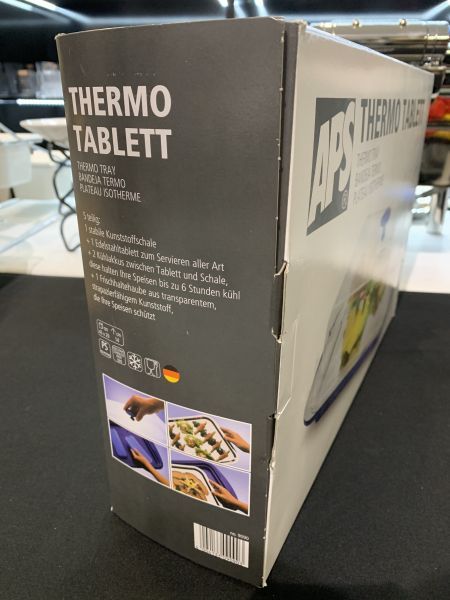 THERMO
TABLETT
THERMO TRAY
BANDEJA TERMO
PLATEAU ISOTHERME
5 teilig:
1 stabile Kunststoffschale
+ 1 Edelstahltablett zum Servieren aller Art
+ 2 Kühlakkus zwischen Tablett und Schale,
diese halten Ihre Speisen bis zu 6 Stunden kühl
+ 1 Frischhaltehaube aus transparentem,
strapazierfähigem Kunststoff,
die Ihre Speisen schützt
PS
APS
THERMO TABLETT
THERMO TRAY
BANDEJA TERMO
PLATEAU ISOTHERME